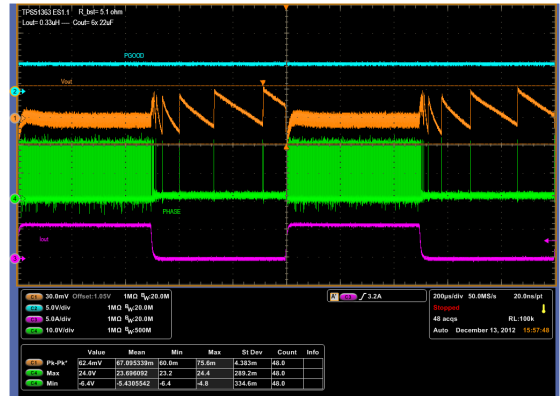 TPS51363 ES1.1 R_bst= 5.1 ohm
Lout= 0.33uH ---- Cout= 6x 22uF
PGOOD
Vout
2
1
4
PHASE
Iout
3
C1 30.0mV Offset:1.05V 1MΩ BW:20.0M
C2 5.0V/div 1MΩ BW:20.0M
C3 5.0A/div 1MΩ BW:20.0M
C4 10.0V/div 1MΩ BW:500M
A' C3 / 3.2A
200µs/div 50.0MS/s 20.0ns/pt
Stopped
48 acqs RL:100k
Auto December 13, 2012 15:57:48
Value Mean Min Max St Dev Count Info
C1 Pk-Pk* 62.4mV 67.095339m 60.0m 75.6m 4.383m 48.0
C4 Max 24.0V 23.696092 23.2 24.4 289.2m 48.0
C4 Min -6.4V -5.4305542 -6.4 -4.8 334.6m 48.0